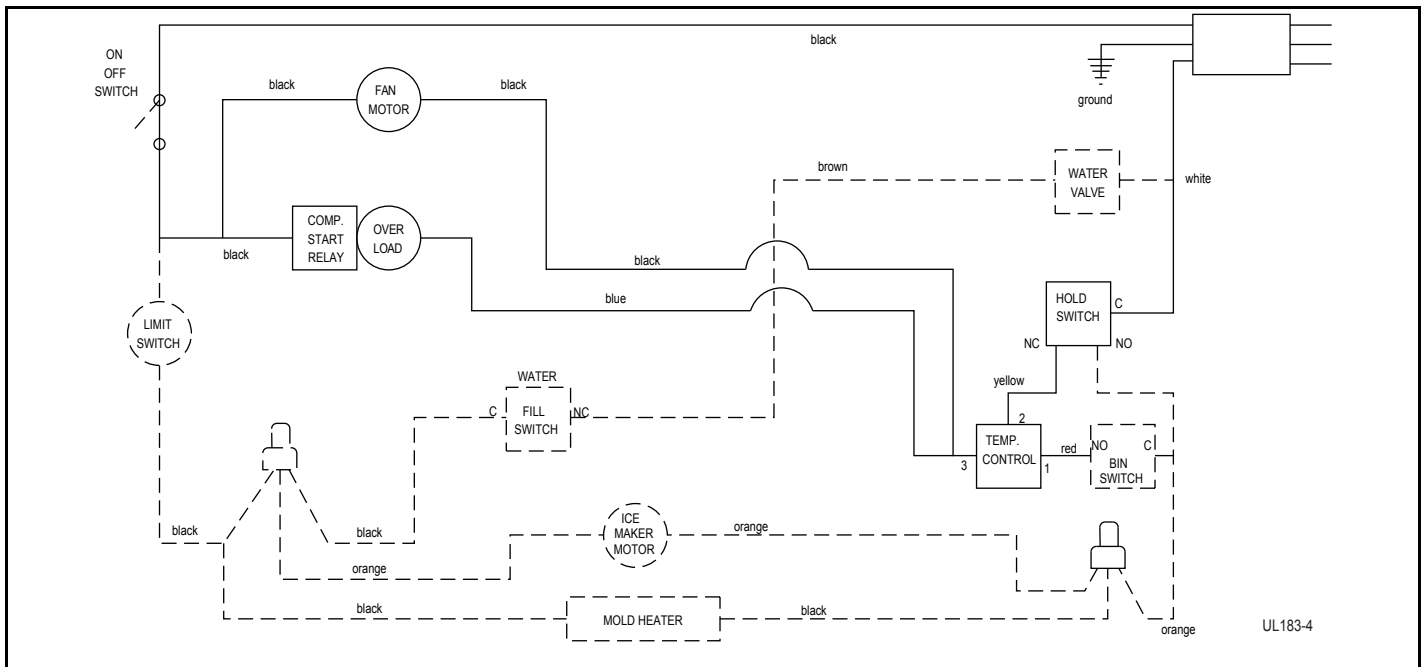 ON
OFF
SWITCH
black
ground
black
FAN
MOTOR
black
brown
WATER
VALVE
white
COMP.
START
RELAY
OVER
LOAD
black
black
blue
HOLD
SWITCH
C
NC
NO
LIMIT
SWITCH
yellow
WATER
C
FILL
SWITCH
NC
2
TEMP.
CONTROL
3
1
red
NO
C
BIN
SWITCH
black
black
orange
ICE
MAKER
MOTOR
orange
black
MOLD HEATER
black
orange
UL183-4